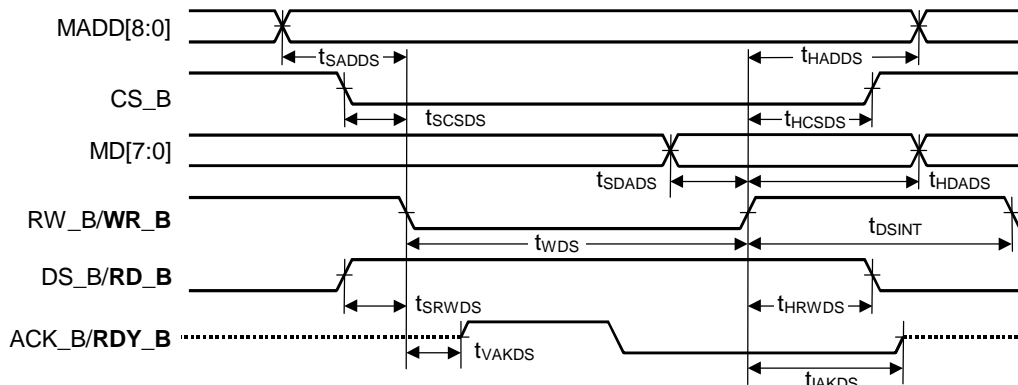 MADD[8:0]
tSADDS tHADDS
CS_B
tSCSDS tHCSDS
MD[7:0]
tSDADS tHDADS
RW_B/WR_B
tWDS tDSINT
DS_B/RD_B
tSRWDS tHRWDS
ACK_B/RDY_B
tVAKDS tIAKDS